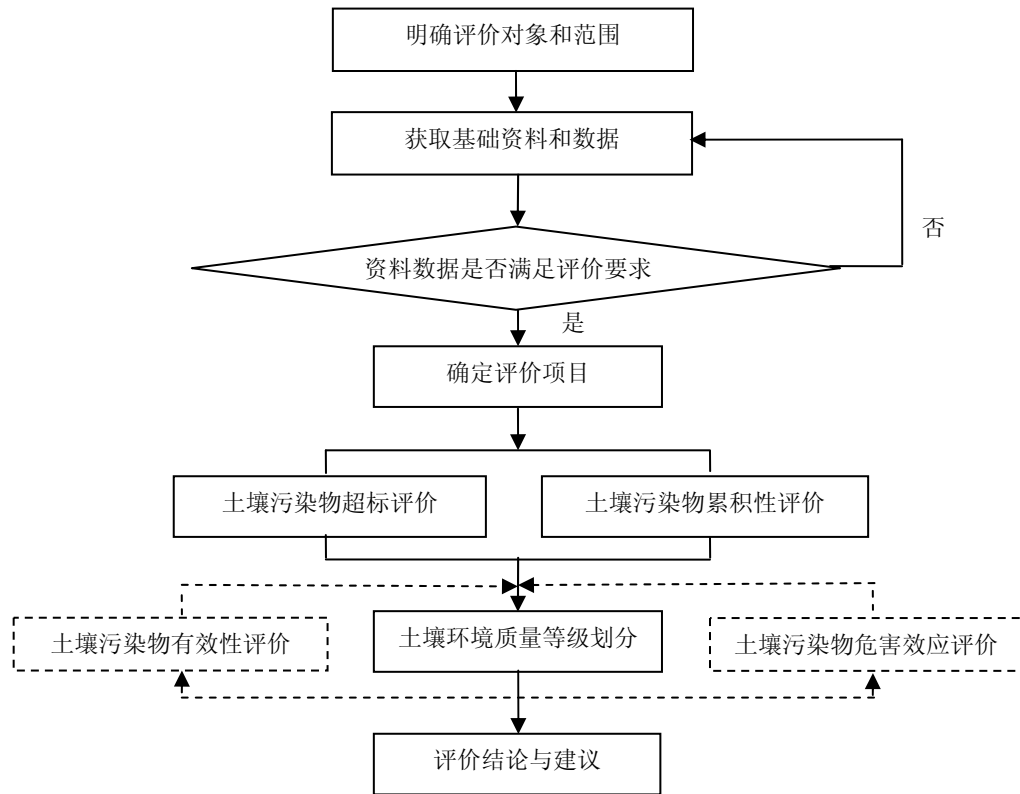 明确评价对象和范围
获取基础资料和数据
否
资料数据是否满足评价要求
是
确定评价项目
土壤污染物超标评价
土壤污染物累积性评价
土壤污染物有效性评价
土壤环境质量等级划分
土壤污染物危害效应评价
评价结论与建议